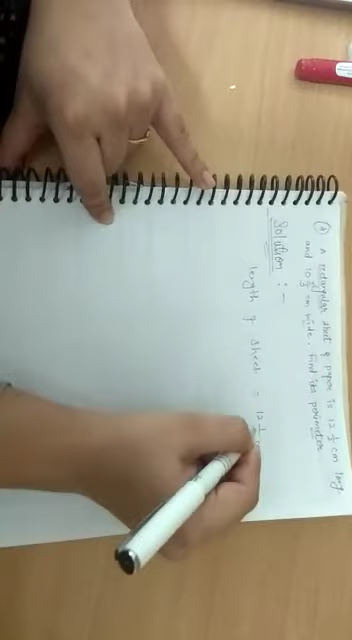 ④ A rectangular sheet of paper is 12 1/2 cm long
and 10 2/3 cm wide. Find its perimeter
Solution :-
length of sheet = 12 1/2